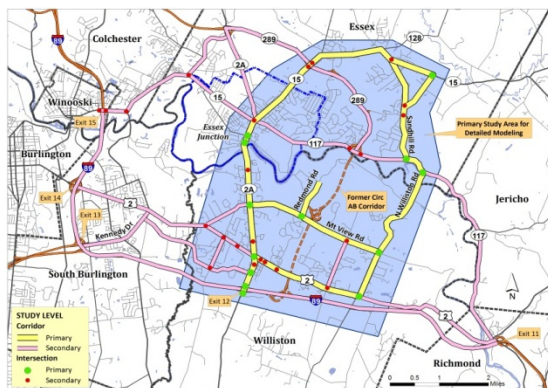 Essex
Colchester
89
289
128
2A
15
15
15
Winooski
Exit 15
Essex
Junction
289
Sandhill Rd
Primary Study Area for
Detailed Modeling
117
Burlington
89
Exit 14
2A
Redmond Rd
Former Circ
AB Corridor
N Williston Rd
Jericho
2
Exit 13
Kennedy Dr
Mt View Rd
117
South Burlington
2
N
Exit 12
89
2
Exit 11
STUDY LEVEL
Corridor
Primary
Secondary
Intersection
Primary
Secondary
Williston
Richmond
0 0.5 1 2
Miles